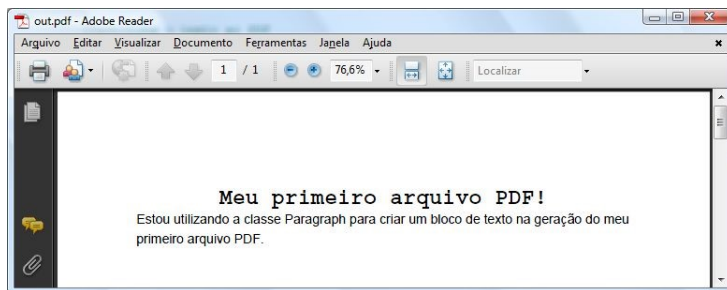 out.pdf - Adobe Reader
Arquivo Editar Visualizar Documento Ferramentas Janela Ajuda
1 / 1 76,6% Localizar
Meu primeiro arquivo PDF!
Estou utilizando a classe Paragraph para criar um bloco de texto na geração do meu
primeiro arquivo PDF.